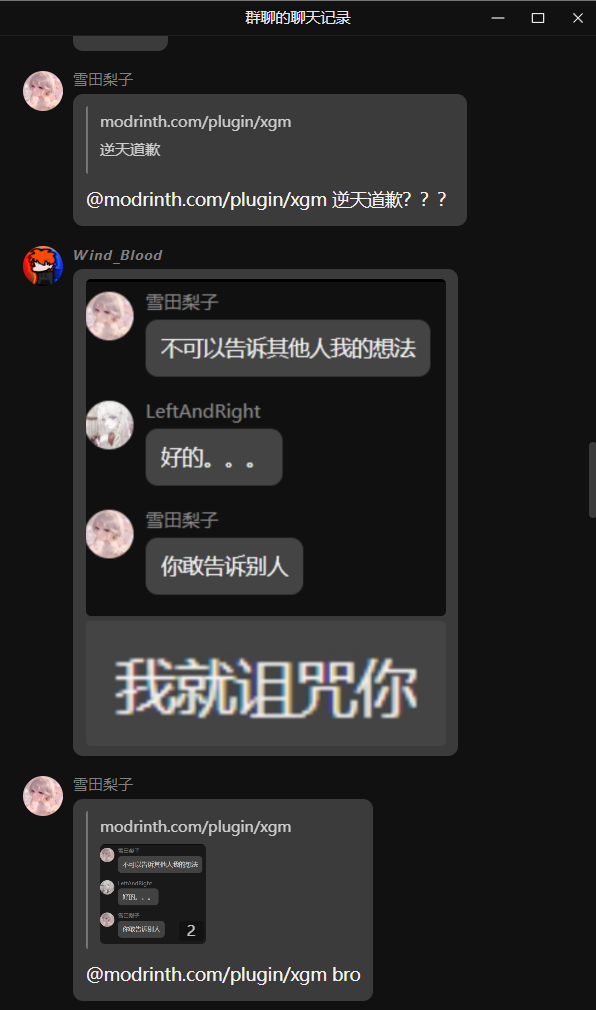 群聊的聊天记录
雪田梨子
modrinth.com/plugin/xgm
逆天道歉
@modrinth.com/plugin/xgm 逆天道歉？？？
Wind_Blood
雪田梨子
不可以告诉其他人我的想法
LeftAndRight
好的。。。
雪田梨子
你敢告诉别人
我就诅咒你
雪田梨子
modrinth.com/plugin/xgm
雪田梨子
不可以告诉其他人我的想法
LeftAndRight
好的。。。
雪田梨子
你敢告诉别人
2
@modrinth.com/plugin/xgm bro